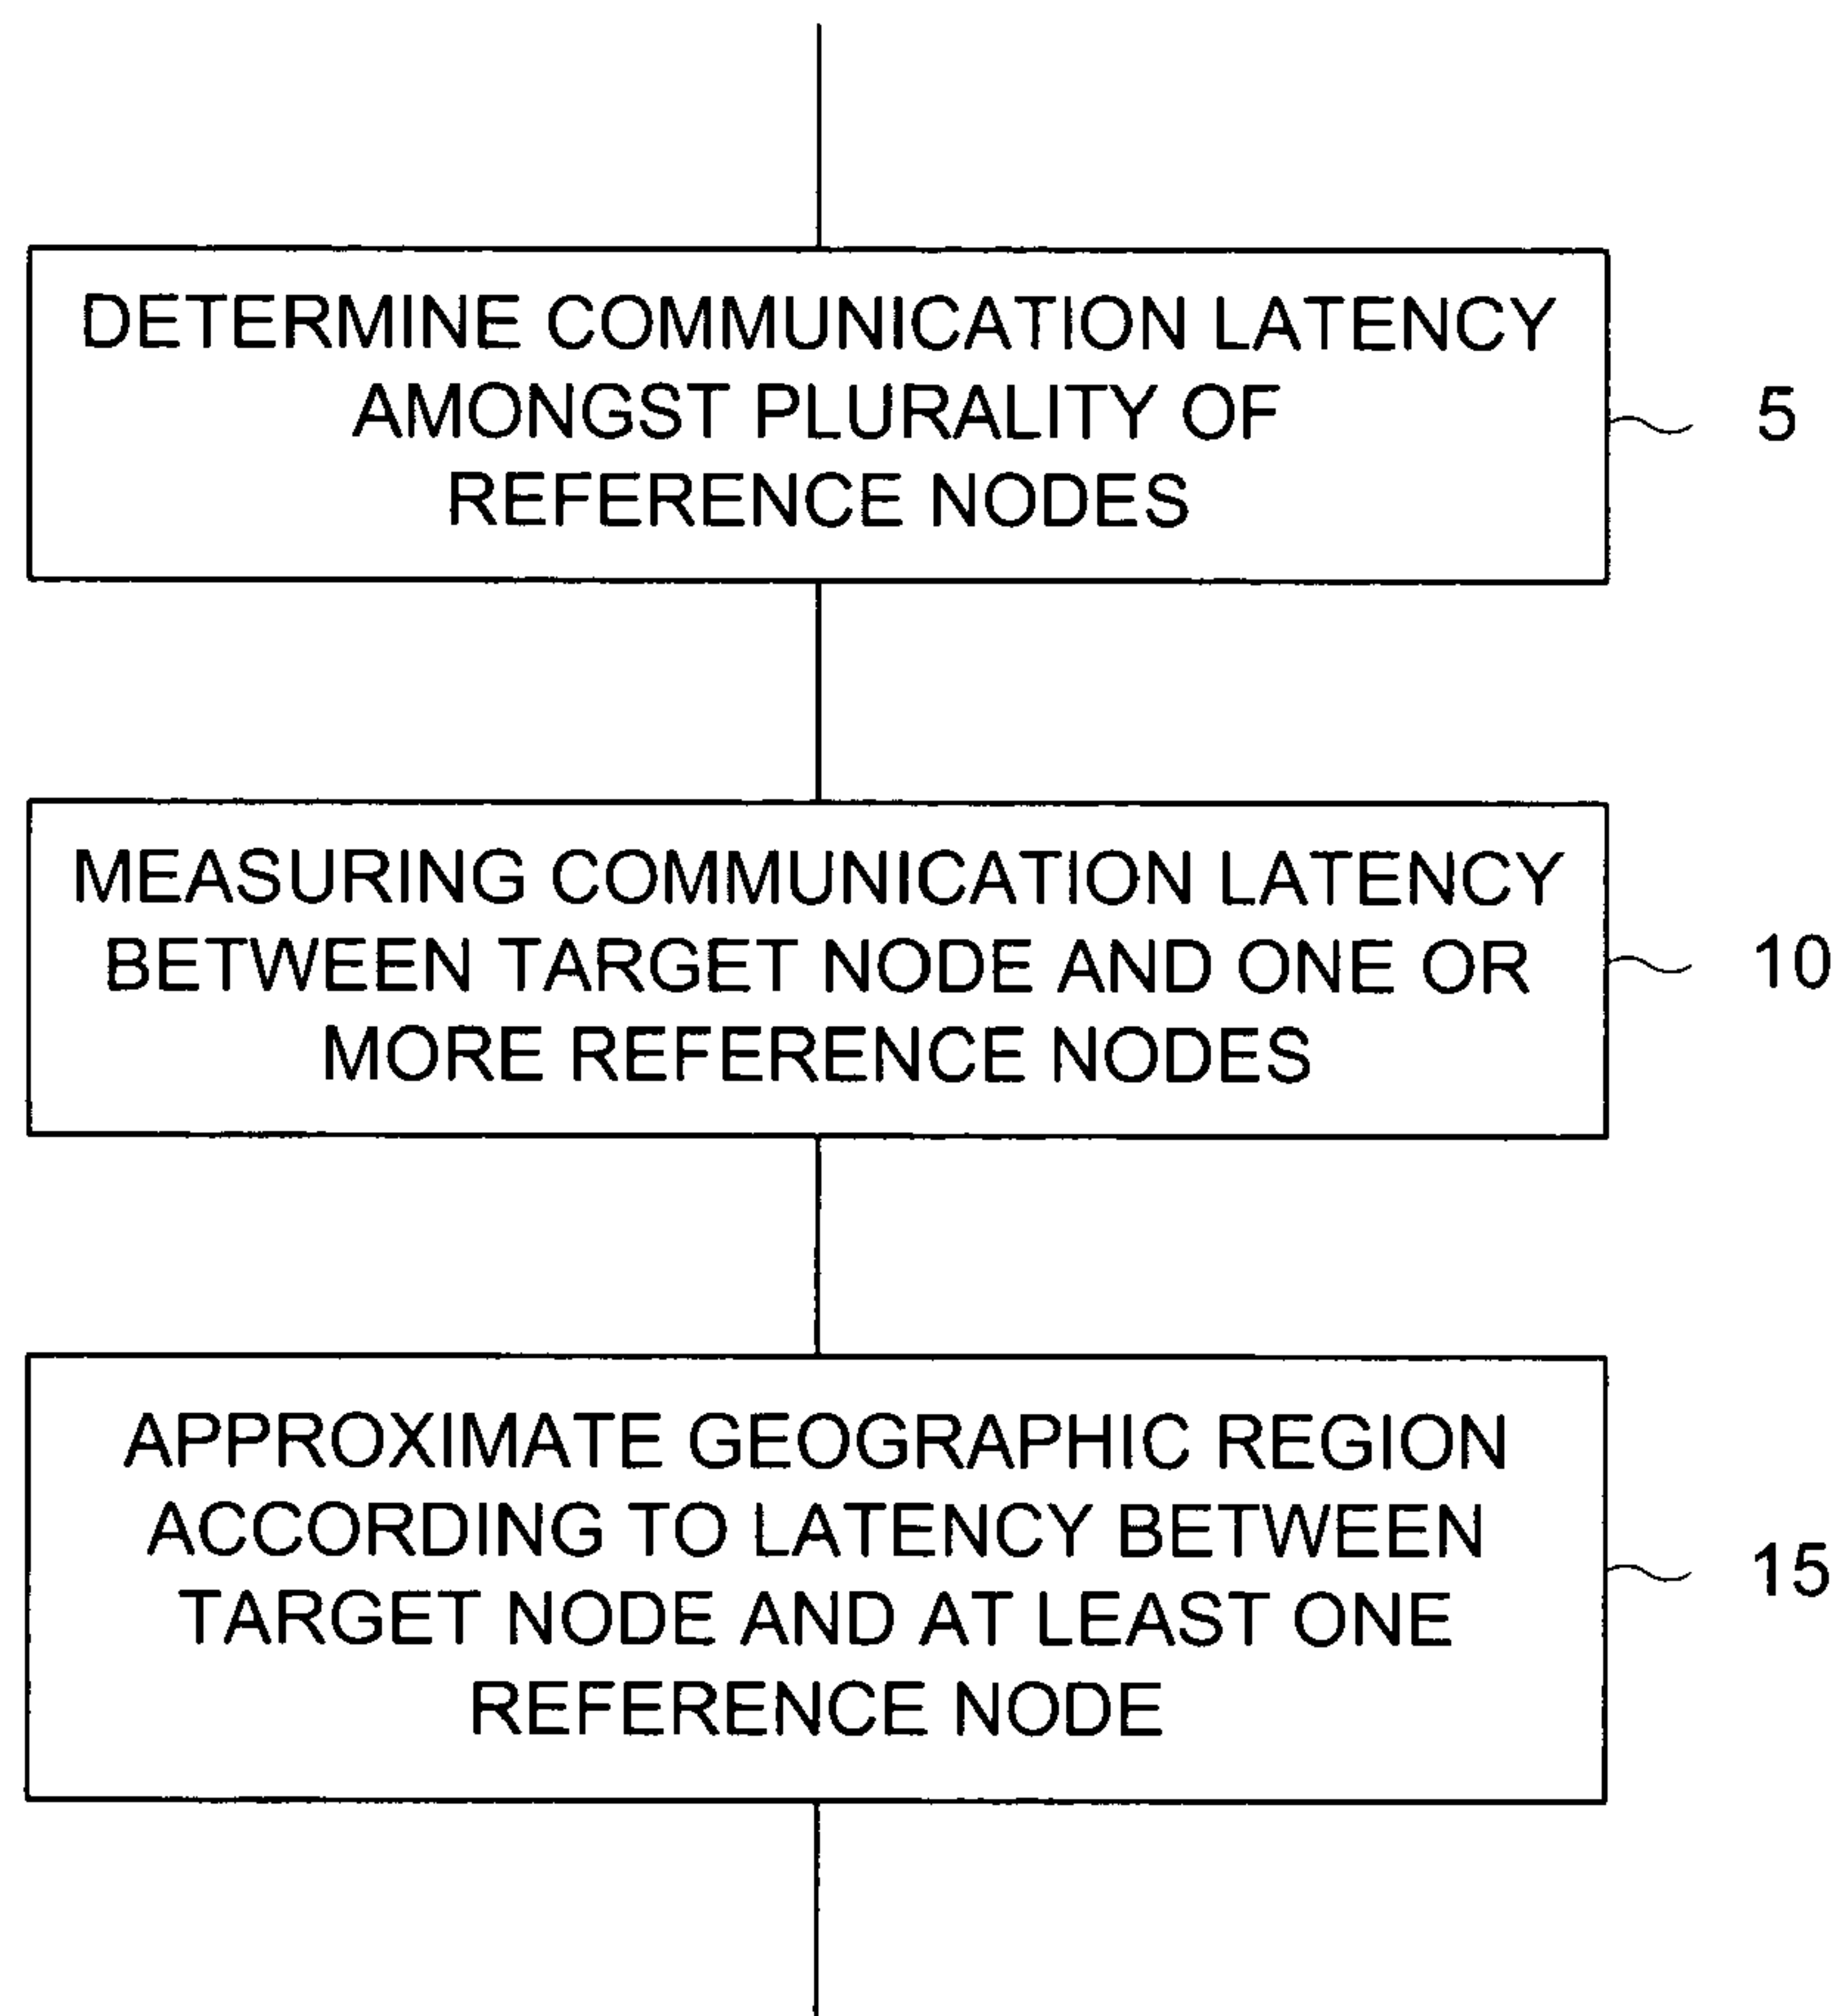 DETERMINE COMMUNICATION LATENCY
AMONGST PLURALITY OF
REFERENCE NODES
5
MEASURING COMMUNICATION LATENCY
BETWEEN TARGET NODE AND ONE OR
MORE REFERENCE NODES
10
APPROXIMATE GEOGRAPHIC REGION
ACCORDING TO LATENCY BETWEEN
TARGET NODE AND AT LEAST ONE
REFERENCE NODE
15